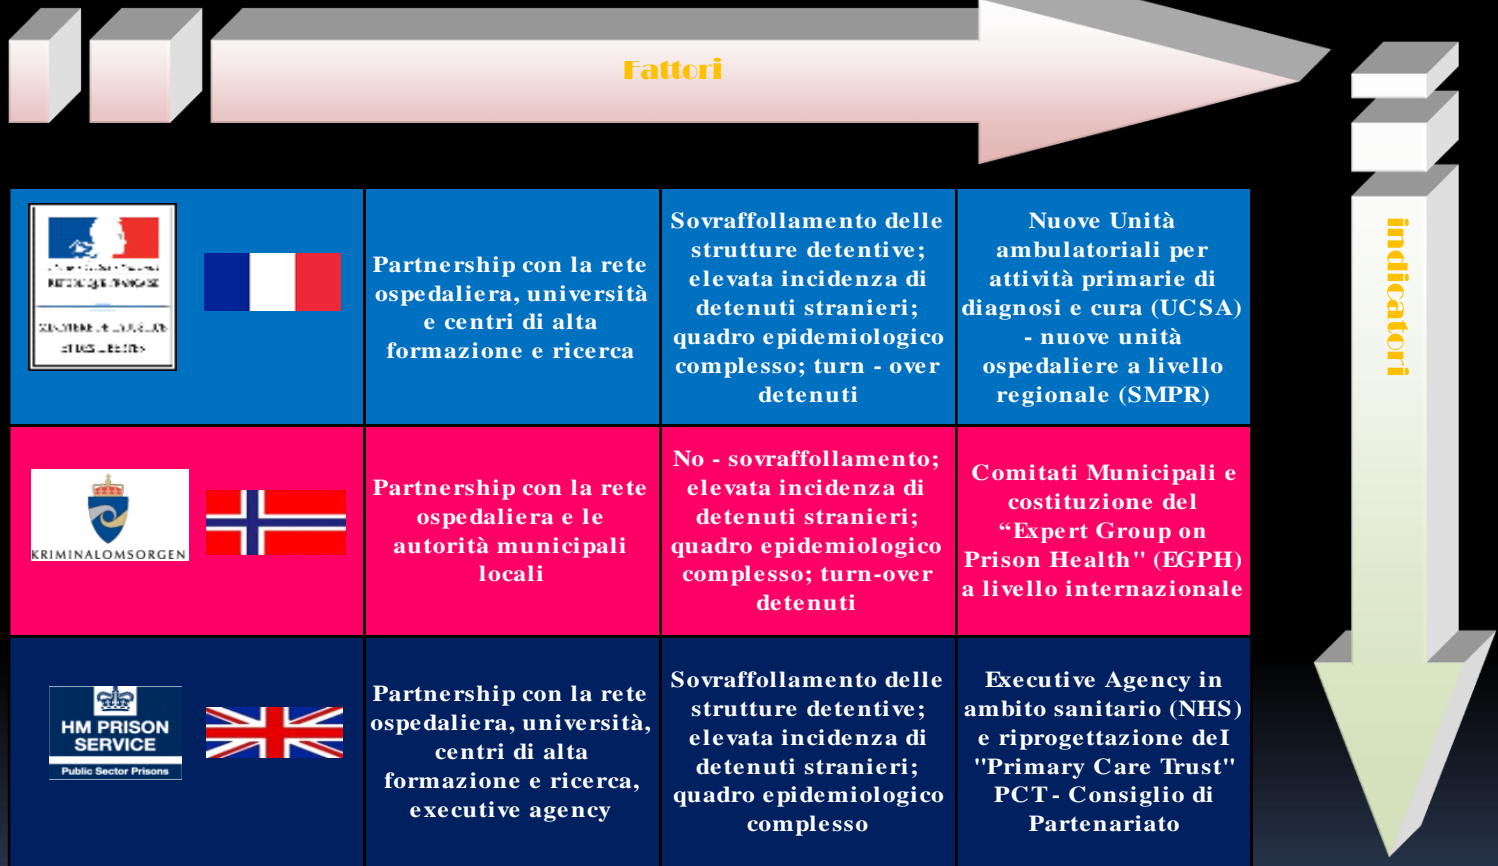 Fattori
indicatori
Partnership con la rete
ospedaliera, università
e centri di alta
formazione e ricerca
Sovraffollamento delle
strutture detentive;
elevata incidenza di
detenuti stranieri;
quadro epidemiologico
complesso; turn - over
detenuti
Nuove Unità
ambulatoriali per
attività primarie di
diagnosi e cura (UCSA)
- nuove unità
ospedaliere a livello
regionale (SMPR)
KRIMINALOMSORGEN
Partnership con la rete
ospedaliera e le
autorità municipali
locali
No - sovraffollamento;
elevata incidenza di
detenuti stranieri;
quadro epidemiologico
complesso; turn-over
detenuti
Comitati Municipali e
costituzione del
“Expert Group on
Prison Health" (EGPH)
a livello internazionale
HM PRISON
SERVICE
Public Sector Prisons
Partnership con la rete
ospedaliera, università,
centri di alta
formazione e ricerca,
executive agency
Sovraffollamento delle
strutture detentive;
elevata incidenza di
detenuti stranieri;
quadro epidemiologico
complesso
Executive Agency in
ambito sanitario (NHS)
e riprogettazione deI
"Primary Care Trust"
PCT - Consiglio di
Partenariato